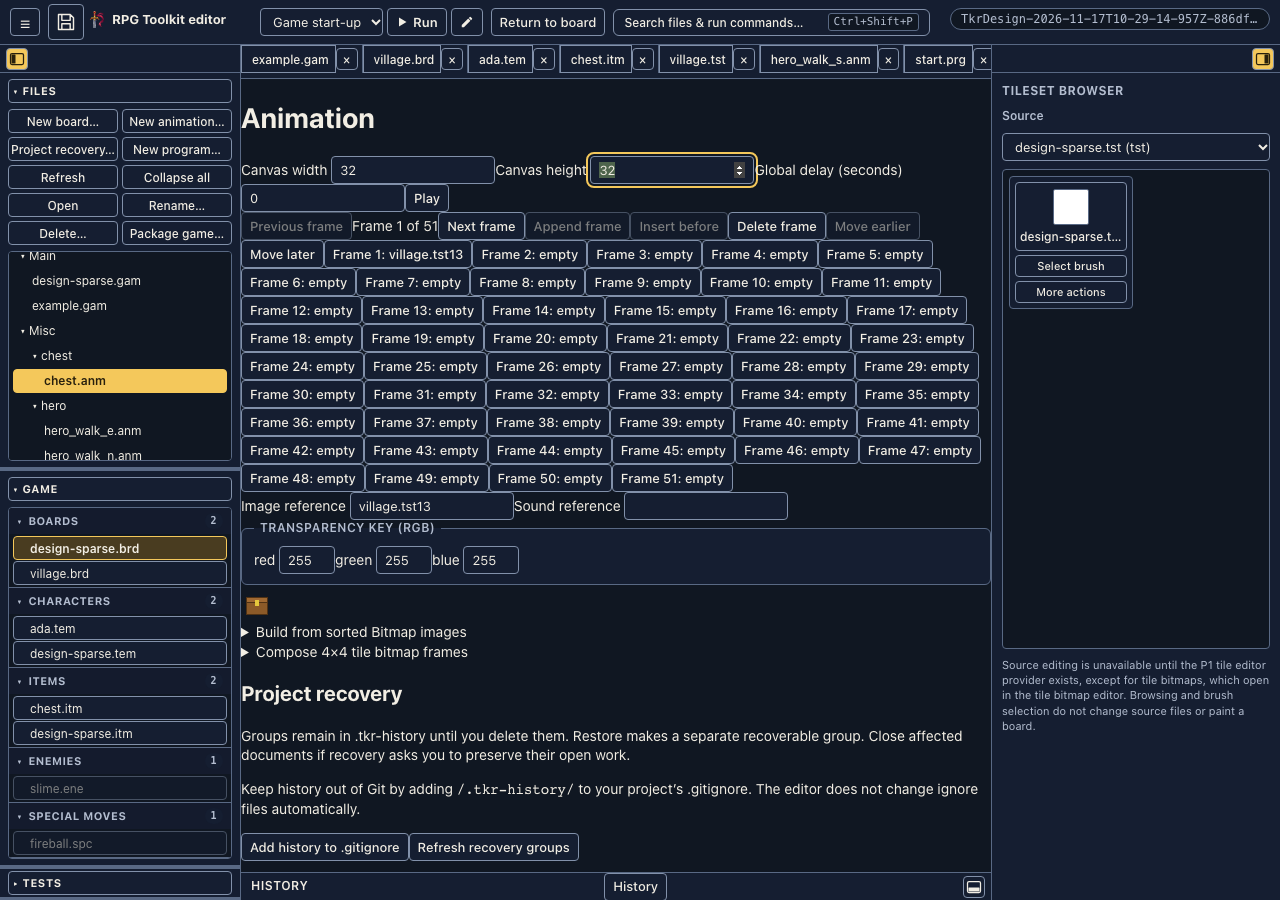 RPG Toolkit editor
Game start-up
Run
Return to board
Search files & run commands... Ctrl+Shift+P
TkrDesign-2026-11-17T10-29-14-957Z-886df…
example.gam × village.brd × ada.tem × chest.itm × village.tst × hero_walk_s.anm × start.prg ×
FILES
New board... New animation...
Project recovery... New program...
Refresh Collapse all
Open Rename...
Delete... Package game...
Main
design-sparse.gam
example.gam
Misc
chest
chest.anm
hero
hero_walk_e.anm
hero_walk_n.anm
GAME
BOARDS 2
design-sparse.brd
village.brd
CHARACTERS 2
ada.tem
design-sparse.tem
ITEMS 2
chest.itm
design-sparse.itm
ENEMIES 1
slime.ene
SPECIAL MOVES 1
fireball.spc
TESTS
Animation
Canvas width 32 Canvas height 32 Global delay (seconds)
0 Play
Previous frame Frame 1 of 51 Next frame Append frame Insert before Delete frame Move earlier
Move later Frame 1: village.tst13 Frame 2: empty Frame 3: empty Frame 4: empty Frame 5: empty
Frame 6: empty Frame 7: empty Frame 8: empty Frame 9: empty Frame 10: empty Frame 11: empty
Frame 12: empty Frame 13: empty Frame 14: empty Frame 15: empty Frame 16: empty Frame 17: empty
Frame 18: empty Frame 19: empty Frame 20: empty Frame 21: empty Frame 22: empty Frame 23: empty
Frame 24: empty Frame 25: empty Frame 26: empty Frame 27: empty Frame 28: empty Frame 29: empty
Frame 30: empty Frame 31: empty Frame 32: empty Frame 33: empty Frame 34: empty Frame 35: empty
Frame 36: empty Frame 37: empty Frame 38: empty Frame 39: empty Frame 40: empty Frame 41: empty
Frame 42: empty Frame 43: empty Frame 44: empty Frame 45: empty Frame 46: empty Frame 47: empty
Frame 48: empty Frame 49: empty Frame 50: empty Frame 51: empty
Image reference village.tst13 Sound reference
TRANSPARENCY KEY (RGB)
red 255 green 255 blue 255
Build from sorted Bitmap images
Compose 4×4 tile bitmap frames
Project recovery
Groups remain in .tkr-history until you delete them. Restore makes a separate recoverable group. Close affected
documents if recovery asks you to preserve their open work.
Keep history out of Git by adding /.tkr-history/ to your project's .gitignore. The editor does not change ignore
files automatically.
Add history to .gitignore Refresh recovery groups
HISTORY History
TILESET BROWSER
Source
design-sparse.tst (tst)
design-sparse.t...
Select brush
More actions
Source editing is unavailable until the P1 tile editor
provider exists, except for tile bitmaps, which open
in the tile bitmap editor. Browsing and brush
selection do not change source files or paint a
board.